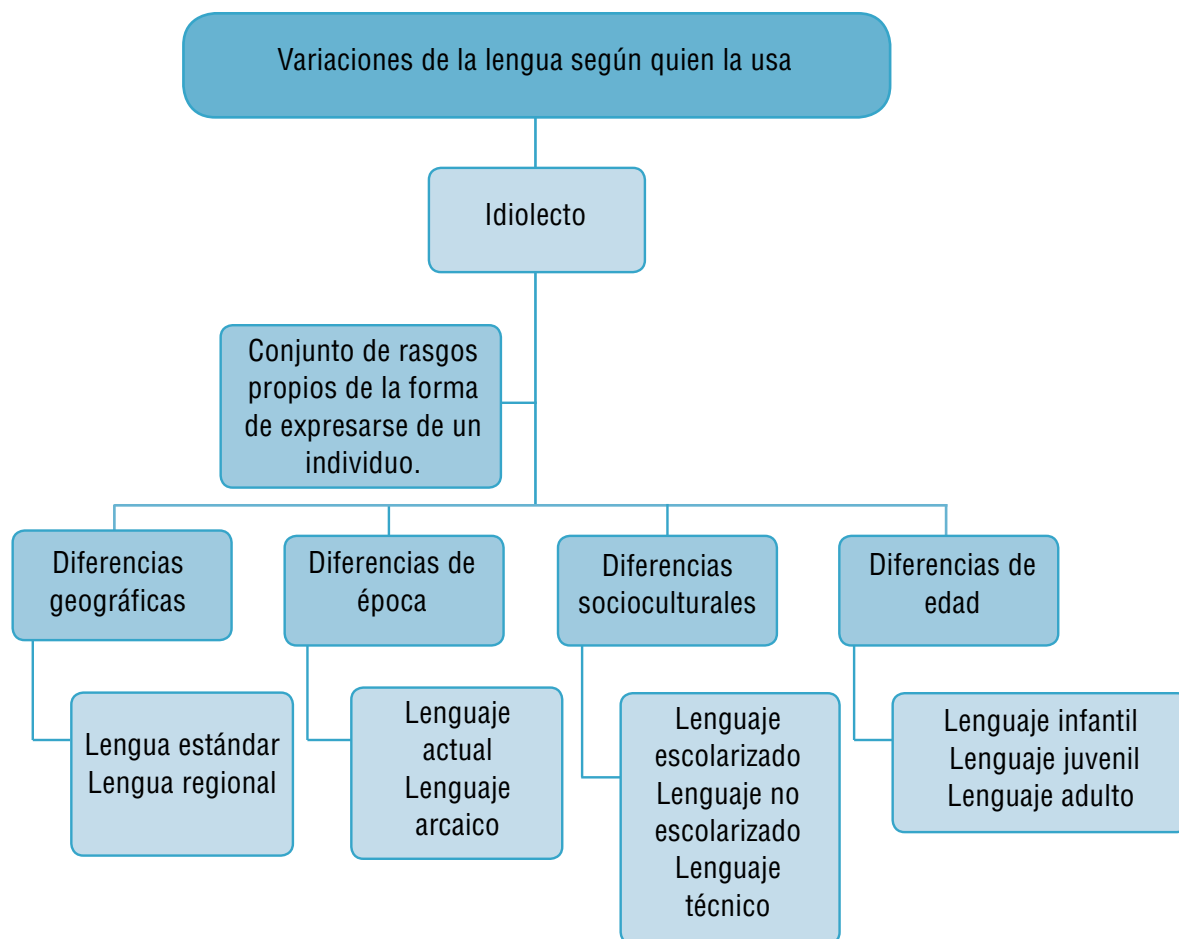 Variaciones de la lengua según quien la usa
Idiolecto
Conjunto de rasgos
propios de la forma
de expresarse de un
individuo.
Diferencias
geográficas
Diferencias de
época
Diferencias
socioculturales
Diferencias de
edad
Lengua estándar
Lengua regional
Lenguaje
actual
Lenguaje
arcaico
Lenguaje
escolarizado
Lenguaje no
escolarizado
Lenguaje
técnico
Lenguaje infantil
Lenguaje juvenil
Lenguaje adulto